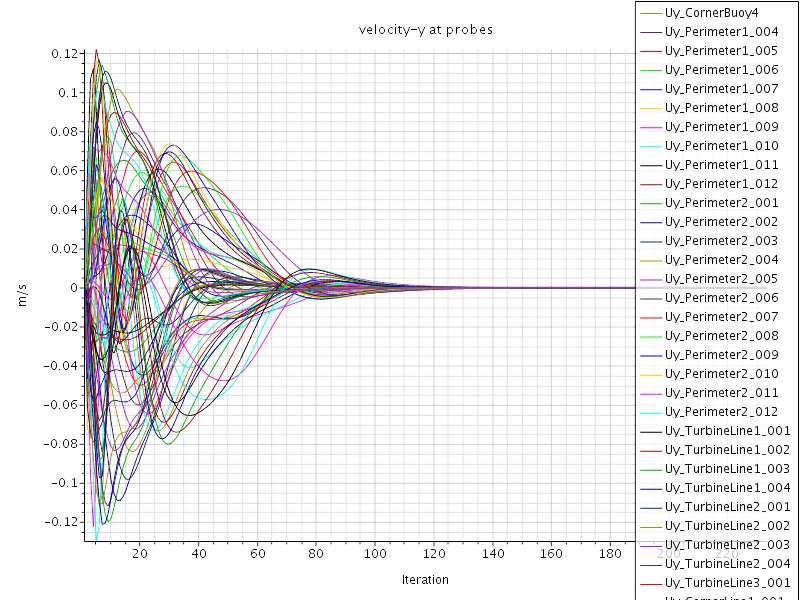 velocity-y at probes
0.12
0.1
0.08
0.06
0.04
0.02
0
-0.02
-0.04
-0.06
-0.08
-0.1
-0.12
m/s
20 40 60 80 100 120 140 160 180 200 220
Iteration
Uy_CornerBuoy4
Uy_Perimeter1_004
Uy_Perimeter1_005
Uy_Perimeter1_006
Uy_Perimeter1_007
Uy_Perimeter1_008
Uy_Perimeter1_009
Uy_Perimeter1_010
Uy_Perimeter1_011
Uy_Perimeter1_012
Uy_Perimeter2_001
Uy_Perimeter2_002
Uy_Perimeter2_003
Uy_Perimeter2_004
Uy_Perimeter2_005
Uy_Perimeter2_006
Uy_Perimeter2_007
Uy_Perimeter2_008
Uy_Perimeter2_009
Uy_Perimeter2_010
Uy_Perimeter2_011
Uy_Perimeter2_012
Uy_TurbineLine1_001
Uy_TurbineLine1_002
Uy_TurbineLine1_003
Uy_TurbineLine1_004
Uy_TurbineLine2_001
Uy_TurbineLine2_002
Uy_TurbineLine2_003
Uy_TurbineLine2_004
Uy_TurbineLine3_001